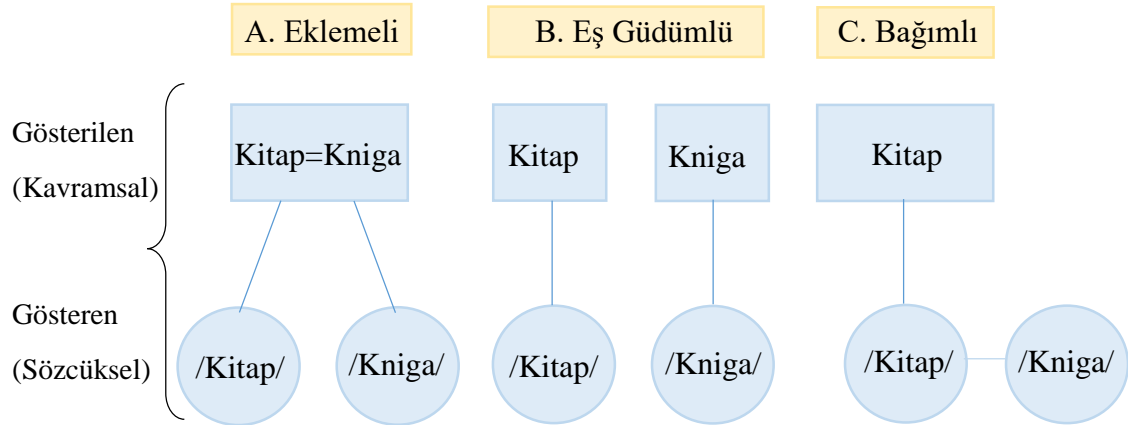 A. Eklemeli
B. Eş Güdümlü
C. Bağımlı
Gösterilen
(Kavramsal)
Kitap=Kniga
Kitap
Kniga
Kitap
Gösteren
(Sözcüksel)
/Kitap/
/Kniga/
/Kitap/
/Kniga/
/Kitap/
/Kniga/